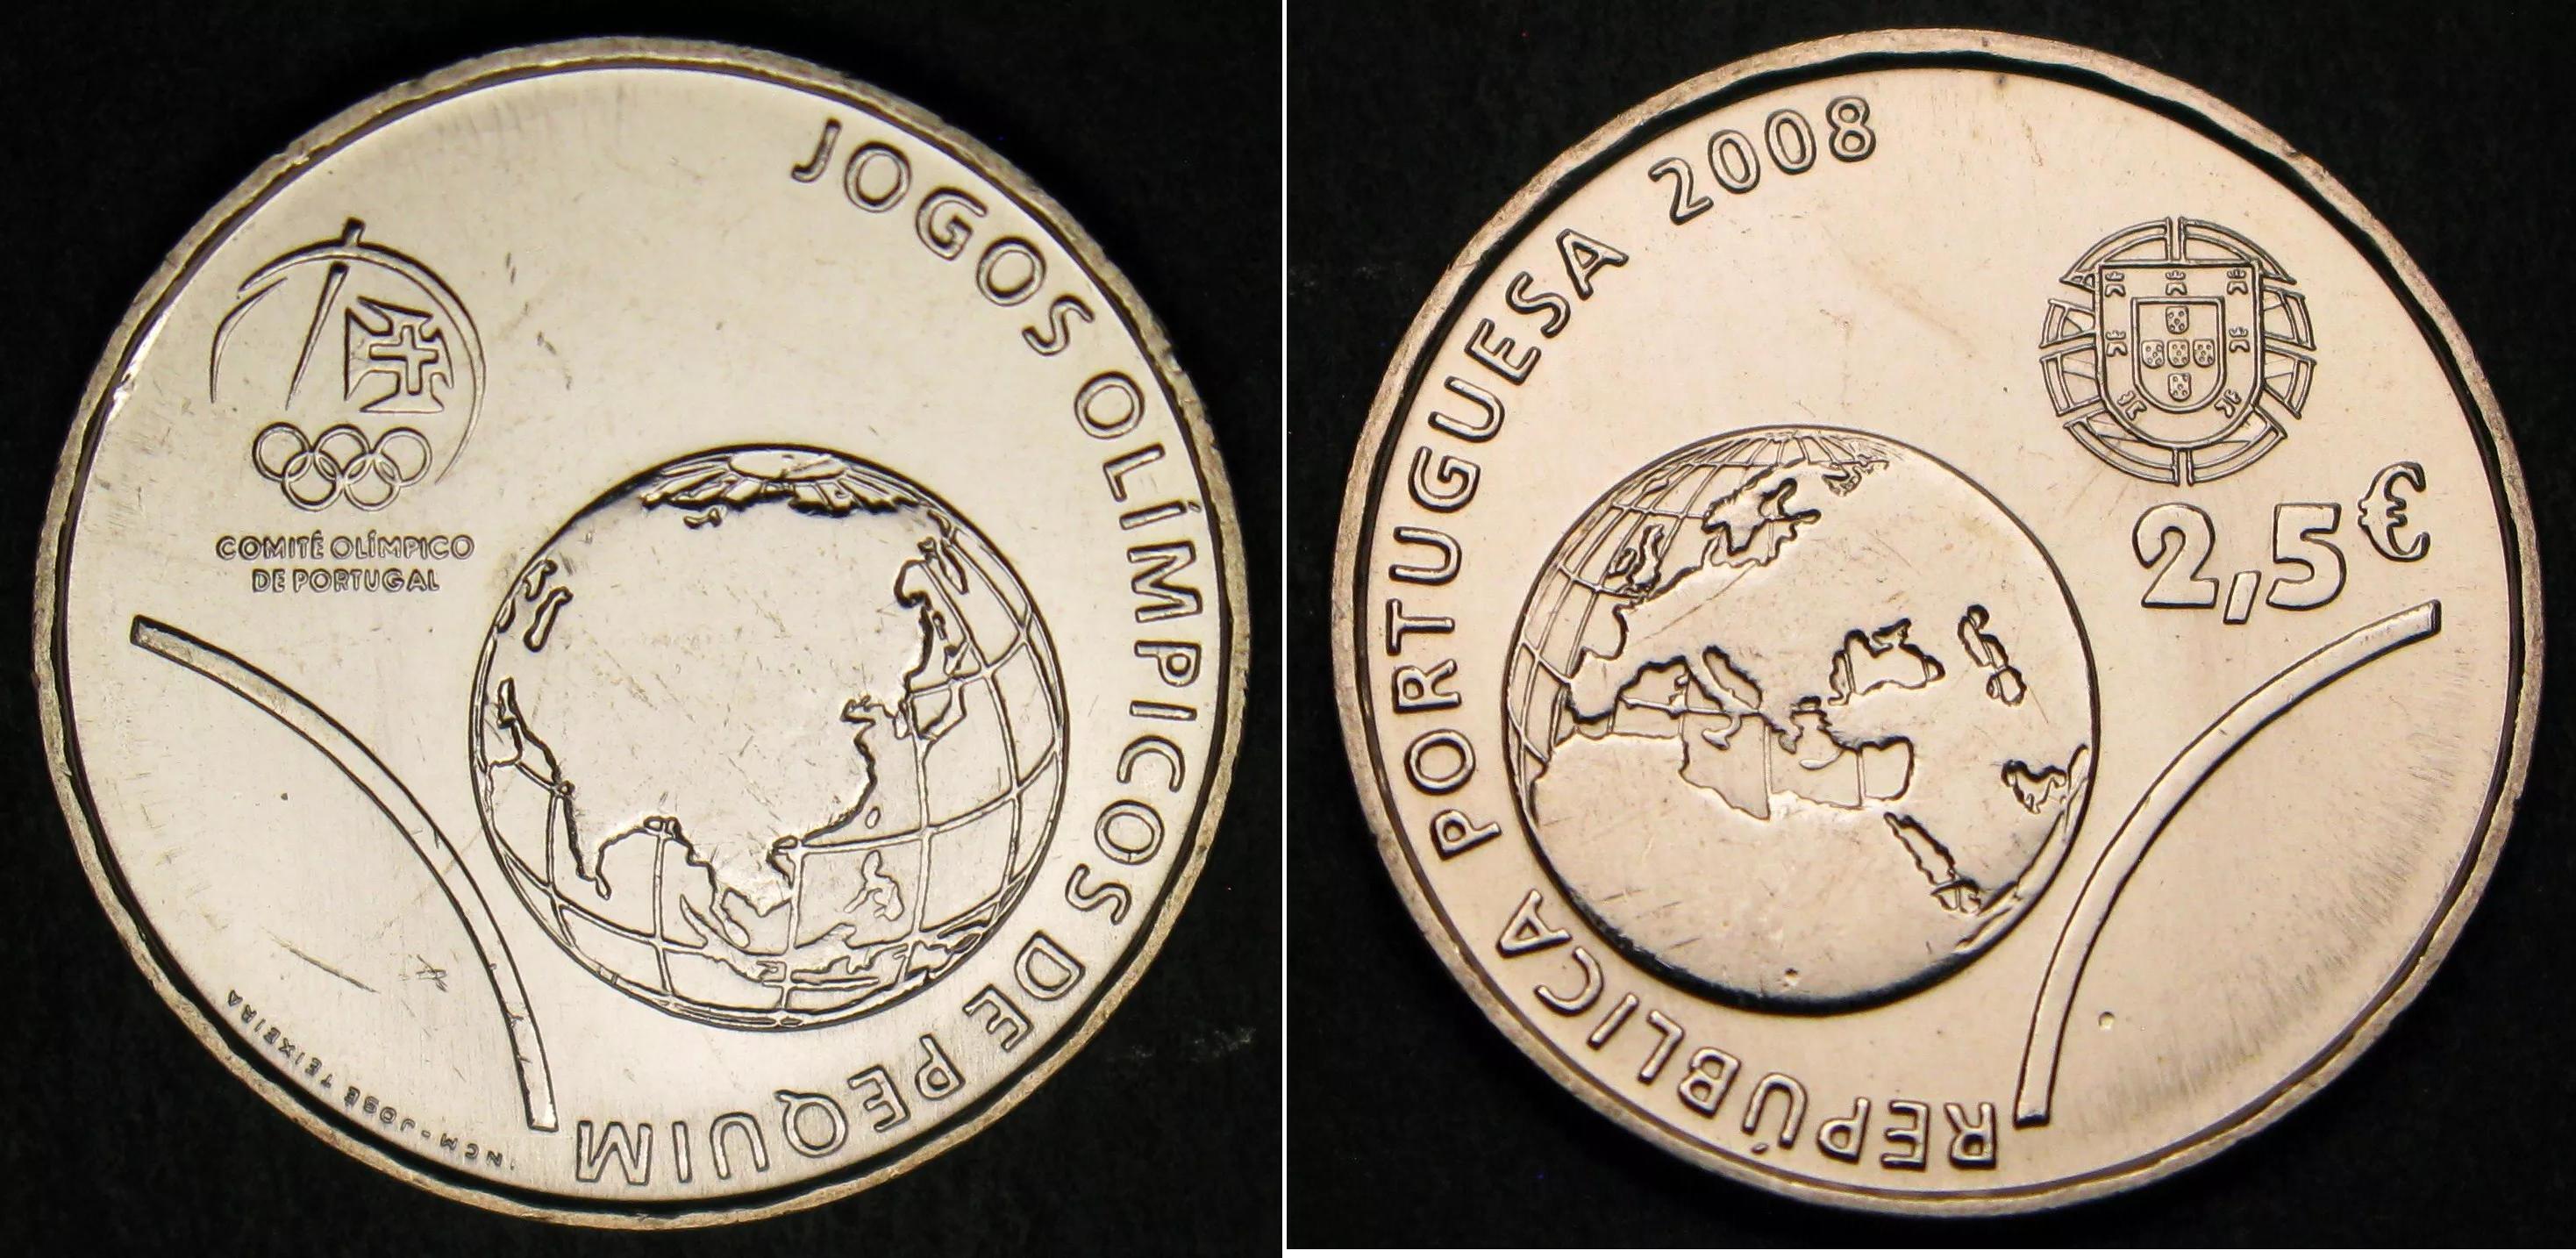 JOGOS OLÍMPICOS DE PEQUIM
COMITÉ OLÍMPICO
DE PORTUGAL
INCM - JOSÉ TEIXEIRA
REPÚBLICA PORTUGUESA 2008
2,5€